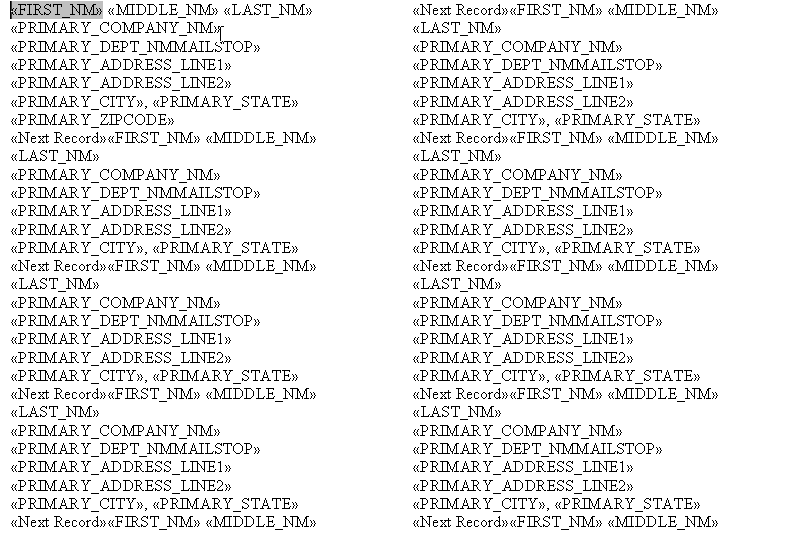 «FIRST_NM» «MIDDLE_NM» «LAST_NM»
«PRIMARY_COMPANY_NM»
«PRIMARY_DEPT_NMMAILSTOP»
«PRIMARY_ADDRESS_LINE1»
«PRIMARY_ADDRESS_LINE2»
«PRIMARY_CITY», «PRIMARY_STATE»
«PRIMARY_ZIPCODE»
«Next Record»«FIRST_NM» «MIDDLE_NM»
«LAST_NM»
«PRIMARY_COMPANY_NM»
«PRIMARY_DEPT_NMMAILSTOP»
«PRIMARY_ADDRESS_LINE1»
«PRIMARY_ADDRESS_LINE2»
«PRIMARY_CITY», «PRIMARY_STATE»
«Next Record»«FIRST_NM» «MIDDLE_NM»
«LAST_NM»
«PRIMARY_COMPANY_NM»
«PRIMARY_DEPT_NMMAILSTOP»
«PRIMARY_ADDRESS_LINE1»
«PRIMARY_ADDRESS_LINE2»
«PRIMARY_CITY», «PRIMARY_STATE»
«Next Record»«FIRST_NM» «MIDDLE_NM»
«LAST_NM»
«PRIMARY_COMPANY_NM»
«PRIMARY_DEPT_NMMAILSTOP»
«PRIMARY_ADDRESS_LINE1»
«PRIMARY_ADDRESS_LINE2»
«PRIMARY_CITY», «PRIMARY_STATE»
«Next Record»«FIRST_NM» «MIDDLE_NM»
«Next Record»«FIRST_NM» «MIDDLE_NM»
«LAST_NM»
«PRIMARY_COMPANY_NM»
«PRIMARY_DEPT_NMMAILSTOP»
«PRIMARY_ADDRESS_LINE1»
«PRIMARY_ADDRESS_LINE2»
«PRIMARY_CITY», «PRIMARY_STATE»
«Next Record»«FIRST_NM» «MIDDLE_NM»
«LAST_NM»
«PRIMARY_COMPANY_NM»
«PRIMARY_DEPT_NMMAILSTOP»
«PRIMARY_ADDRESS_LINE1»
«PRIMARY_ADDRESS_LINE2»
«PRIMARY_CITY», «PRIMARY_STATE»
«Next Record»«FIRST_NM» «MIDDLE_NM»
«LAST_NM»
«PRIMARY_COMPANY_NM»
«PRIMARY_DEPT_NMMAILSTOP»
«PRIMARY_ADDRESS_LINE1»
«PRIMARY_ADDRESS_LINE2»
«PRIMARY_CITY», «PRIMARY_STATE»
«Next Record»«FIRST_NM» «MIDDLE_NM»
«LAST_NM»
«PRIMARY_COMPANY_NM»
«PRIMARY_DEPT_NMMAILSTOP»
«PRIMARY_ADDRESS_LINE1»
«PRIMARY_ADDRESS_LINE2»
«PRIMARY_CITY», «PRIMARY_STATE»
«Next Record»«FIRST_NM» «MIDDLE_NM»